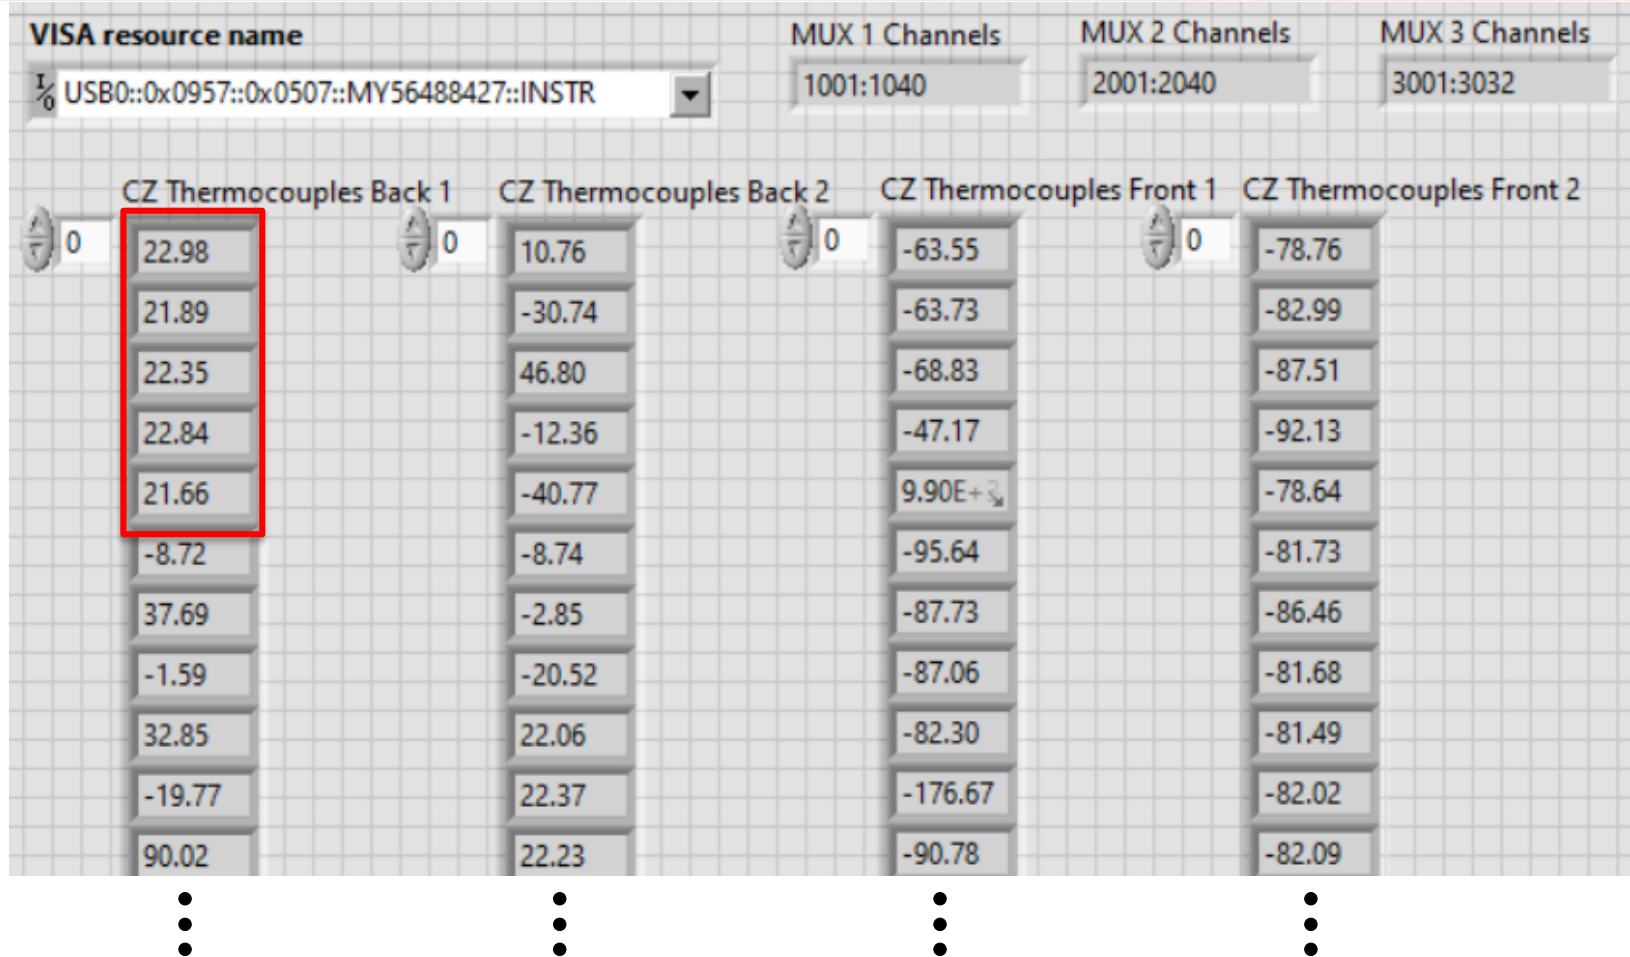 VISA resource name MUX 1 Channels MUX 2 Channels MUX 3 Channels
I/O USB0::0x0957::0x0507::MY56488427::INSTR 1001:1040 2001:2040 3001:3032
CZ Thermocouples Back 1 CZ Thermocouples Back 2 CZ Thermocouples Front 1 CZ Thermocouples Front 2
0 22.98 0 10.76 0 -63.55 0 -78.76
21.89 -30.74 -63.73 -82.99
22.35 46.80 -68.83 -87.51
22.84 -12.36 -47.17 -92.13
21.66 -40.77 9.90E+ -78.64
-8.72 -8.74 -95.64 -81.73
37.69 -2.85 -87.73 -86.46
-1.59 -20.52 -87.06 -81.68
32.85 22.06 -82.30 -81.49
-19.77 22.37 -176.67 -82.02
90.02 22.23 -90.78 -82.09